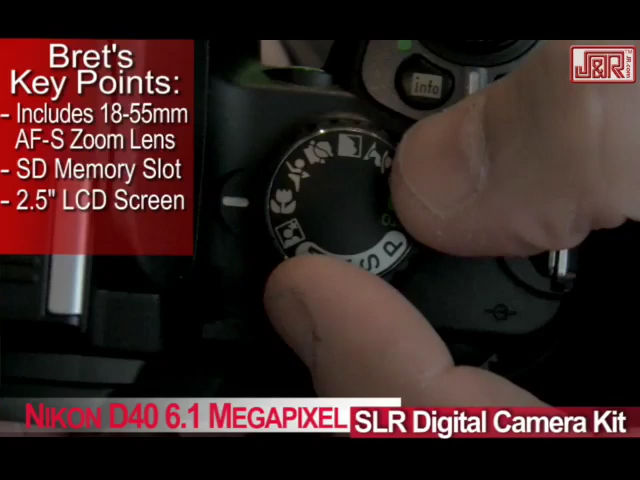 Bret's
Key Points:
- Includes 18-55mm
AF-S Zoom Lens
- SD Memory Slot
- 2.5" LCD Screen
J&R
info
S
P
NIKON D40 6.1 MEGAPIXEL
SLR Digital Camera Kit